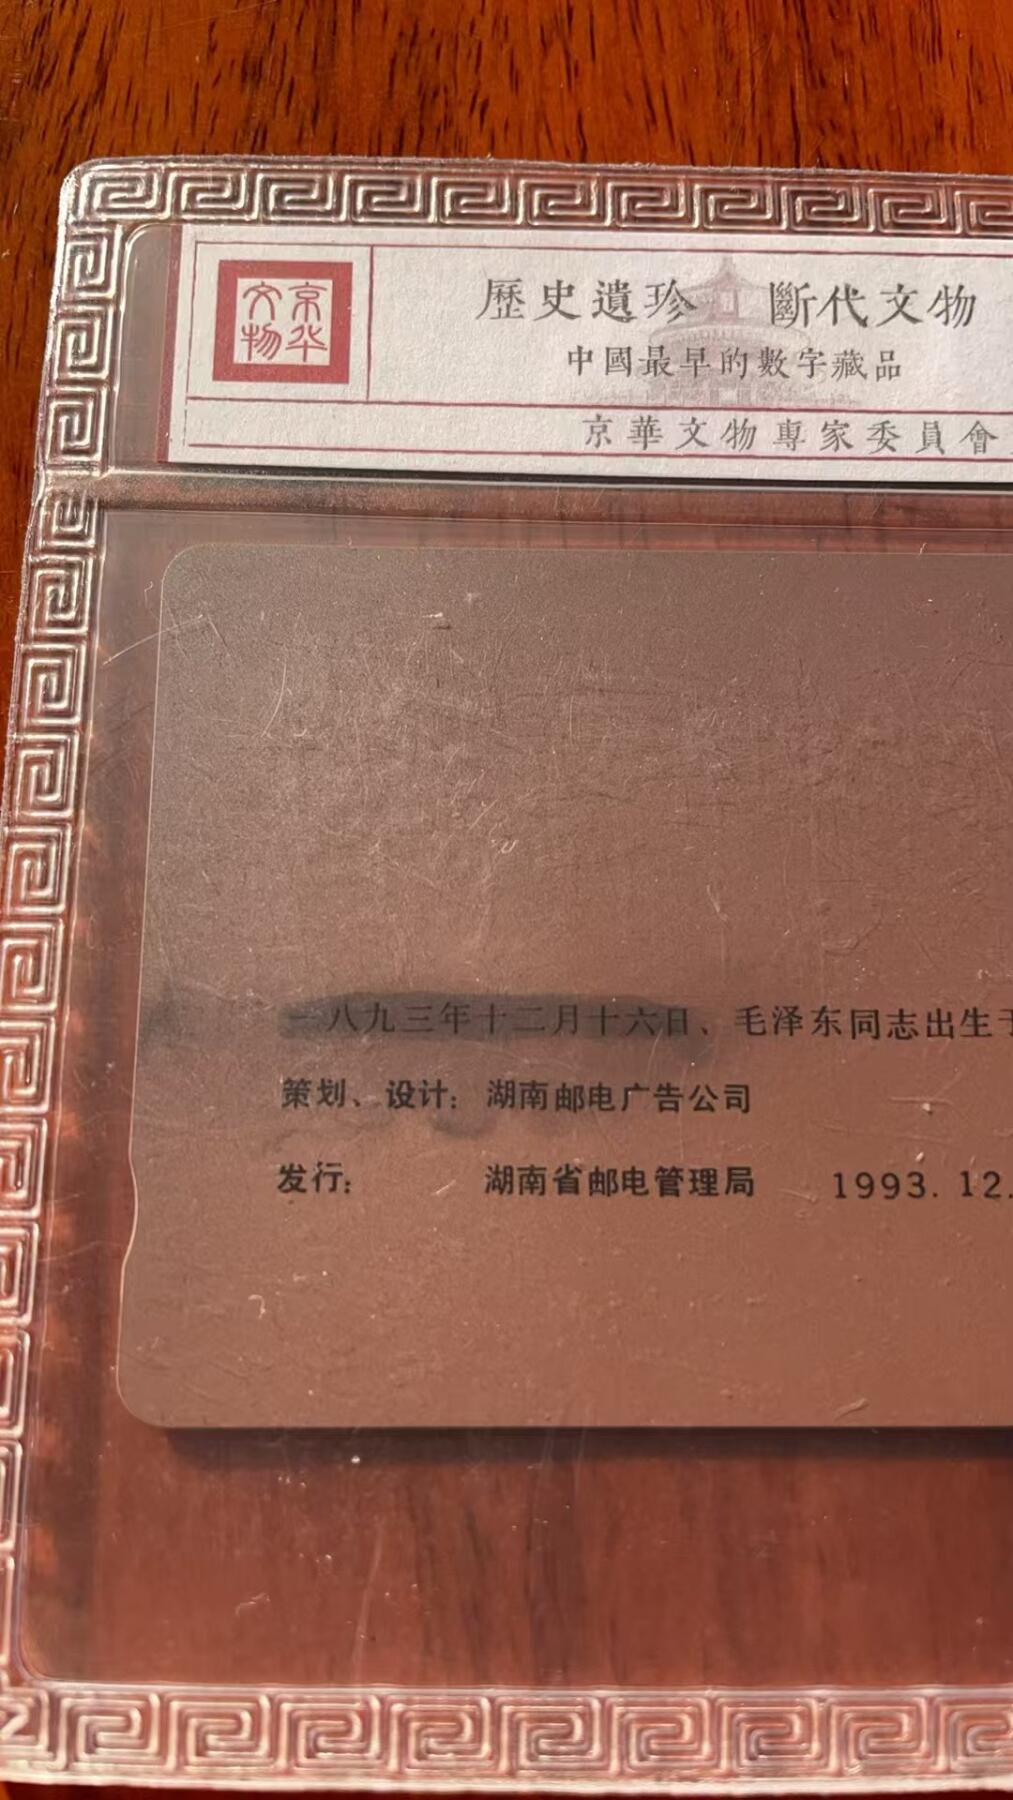 京华文物
歷史遺珍 斷代文物
中國最早的數字藏品
京華文物專家委員會
一八九三年十二月十六日、毛泽东同志出生于
策划、设计：湖南邮电广告公司
发行： 湖南省邮电管理局 1993.12.